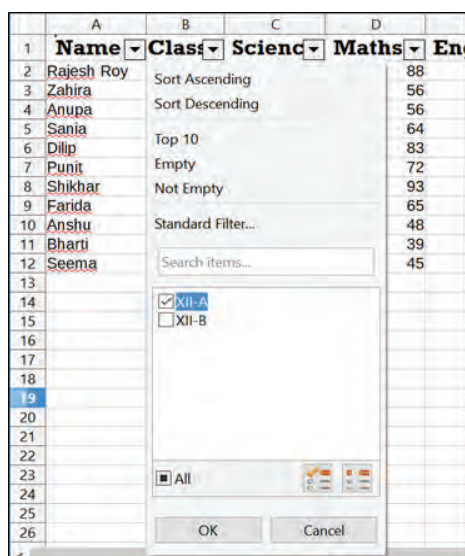 A B C D
1 Name Class Scienc Maths En
2 Rajesh Roy 88
3 Zahira 56
4 Anupa 56
5 Sania 64
6 Dilip 83
7 Punit 72
8 Shikhar 93
9 Farida 65
10 Anshu 48
11 Bharti 39
12 Seema 45
13
14
15
16
17
18
19
20
21
22
23
24
25
26
Sort Ascending
Sort Descending
Top 10
Empty
Not Empty
Standard Filter...
Search items...
XII-A
XII-B
All
OK Cancel